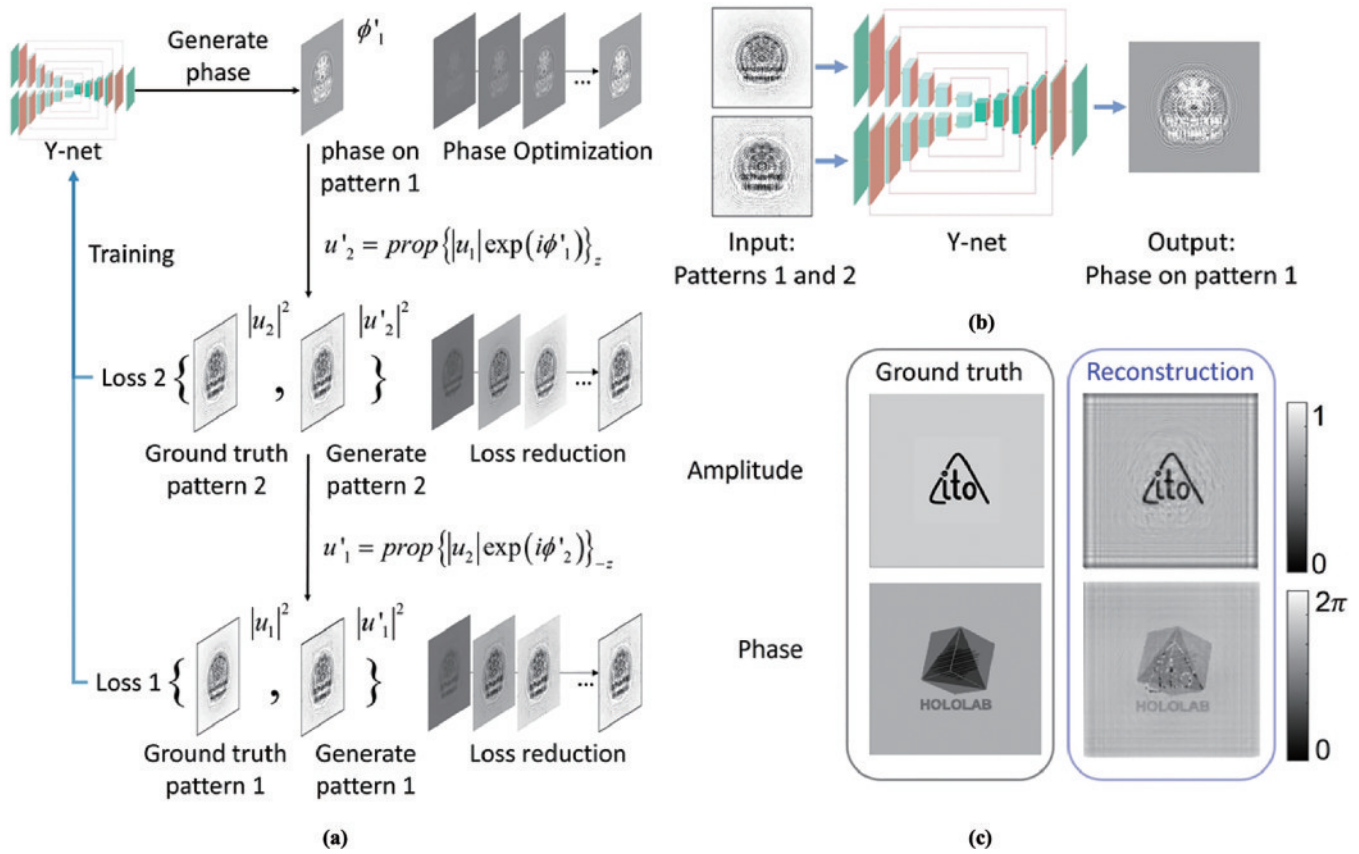 Generate
phase
ϕ'₁
Y-net
phase on
pattern 1
Phase Optimization
Training
u'₂ = prop{|u₁|exp(iϕ'₁)}_z
|u₂|²
|u'₂|²
Loss 2 { , }
Ground truth
pattern 2
Generate
pattern 2
Loss reduction
u'₁ = prop{|u₂|exp(iϕ'₂)}_-z
|u₁|²
|u'₁|²
Loss 1 { , }
Ground truth
pattern 1
Generate
pattern 1
Loss reduction
...
...
...
(a)
Input:
Patterns 1 and 2
Y-net
Output:
Phase on pattern 1
(b)
Ground truth
Reconstruction
Amplitude
ito
ito
1
0
Phase
HOLOLAB
HOLOLAB
2π
0
(c)